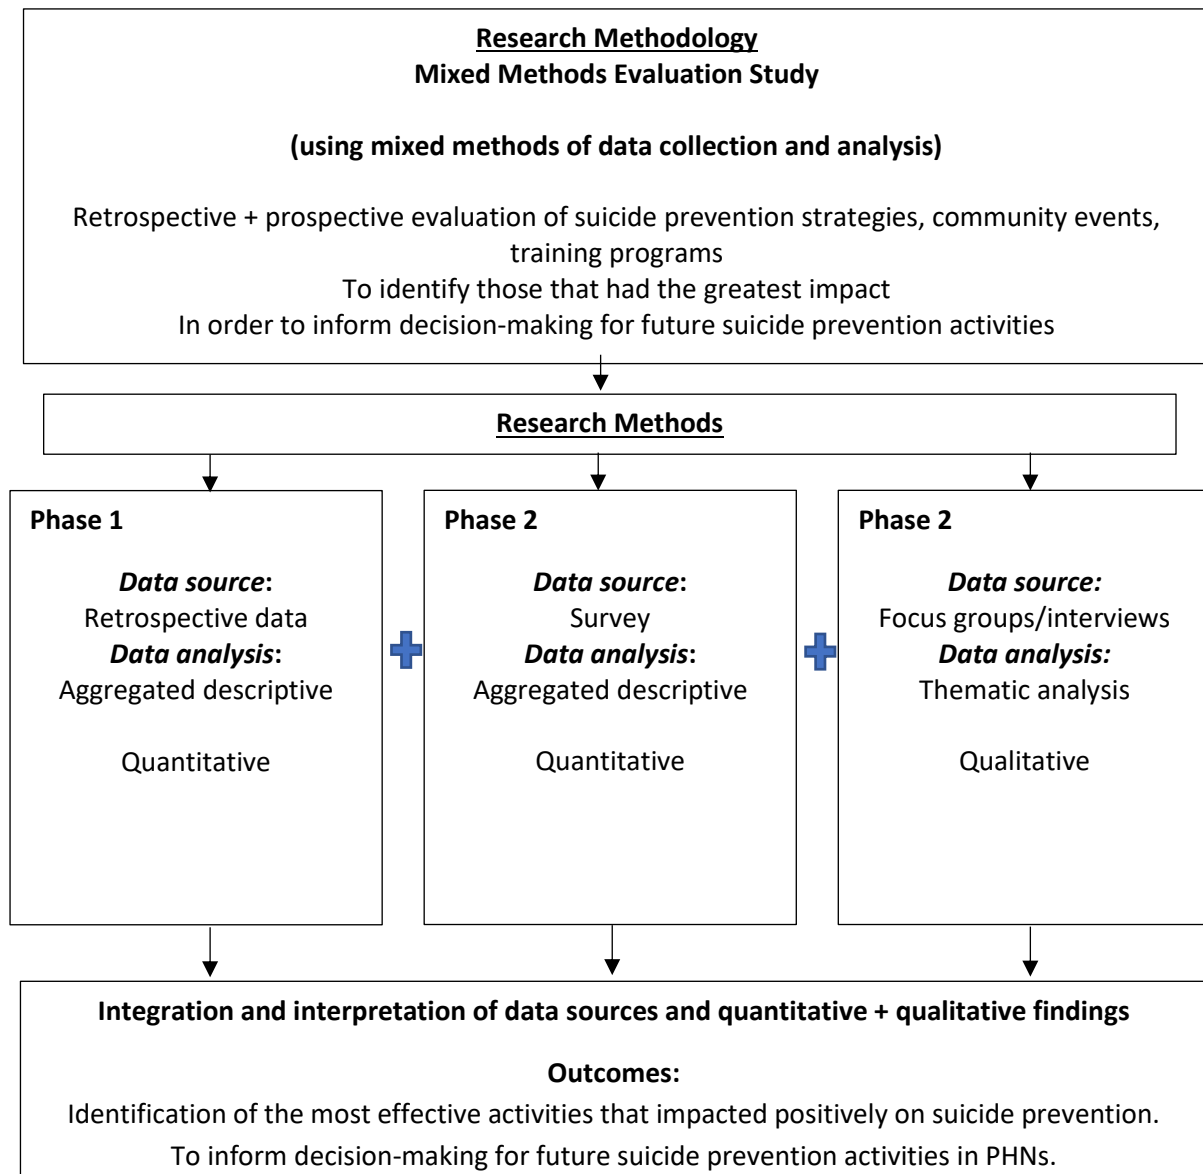 Research Methodology
Mixed Methods Evaluation Study
(using mixed methods of data collection and analysis)
Retrospective + prospective evaluation of suicide prevention strategies, community events,
training programs
To identify those that had the greatest impact
In order to inform decision-making for future suicide prevention activities
Research Methods
Phase 1
Data source:
Retrospective data
Data analysis:
Aggregated descriptive
Quantitative
Phase 2
Data source:
Survey
Data analysis:
Aggregated descriptive
Quantitative
Phase 2
Data source:
Focus groups/interviews
Data analysis:
Thematic analysis
Qualitative
Integration and interpretation of data sources and quantitative + qualitative findings
Outcomes:
Identification of the most effective activities that impacted positively on suicide prevention.
To inform decision-making for future suicide prevention activities in PHNs.